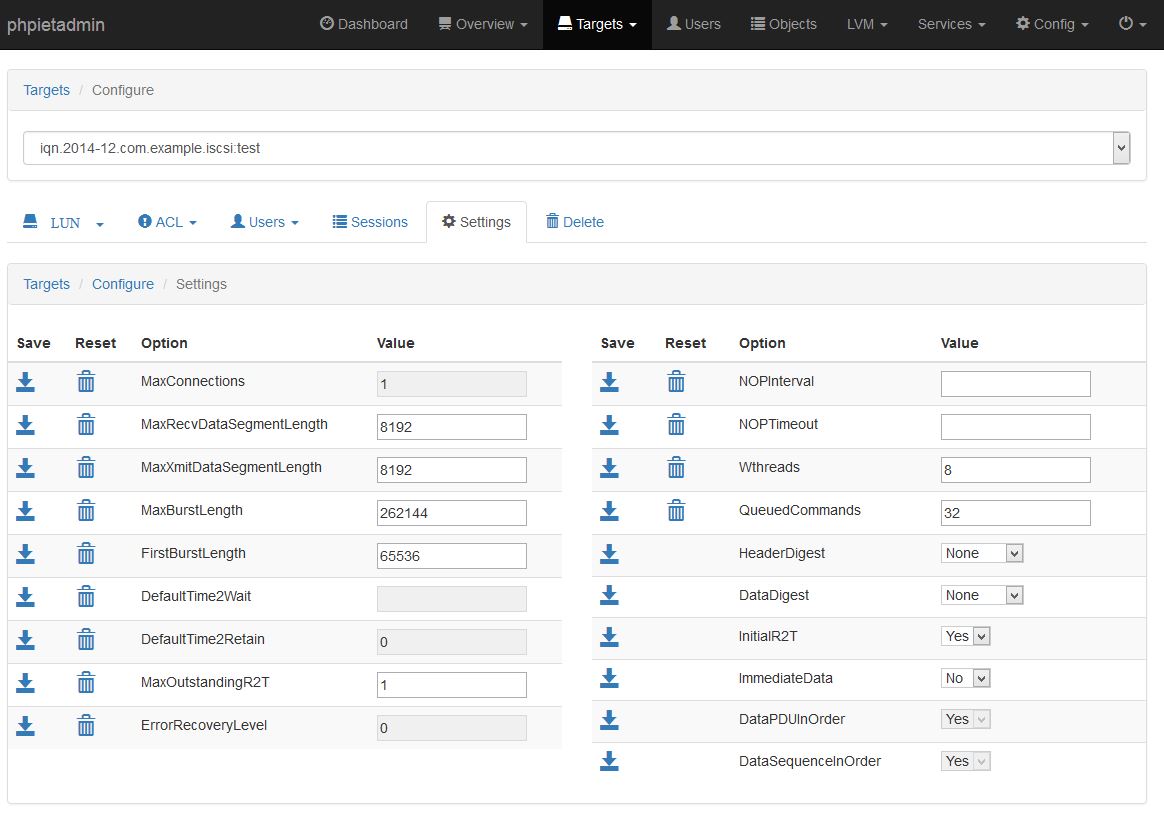 phpietadmin Dashboard Overview Targets Users Objects LVM Services Config
Targets / Configure
iqn.2014-12.com.example.iscsi:test
LUN ACL Users Sessions Settings Delete
Targets / Configure / Settings
Save Reset Option Value
MaxConnections 1
MaxRecvDataSegmentLength 8192
MaxXmitDataSegmentLength 8192
MaxBurstLength 262144
FirstBurstLength 65536
DefaultTime2Wait
DefaultTime2Retain 0
MaxOutstandingR2T 1
ErrorRecoveryLevel 0
Save Reset Option Value
NOPInterval
NOPTimeout
Wthreads 8
QueuedCommands 32
HeaderDigest None
DataDigest None
InitialR2T Yes
ImmediateData No
DataPDUInOrder Yes
DataSequenceInOrder Yes